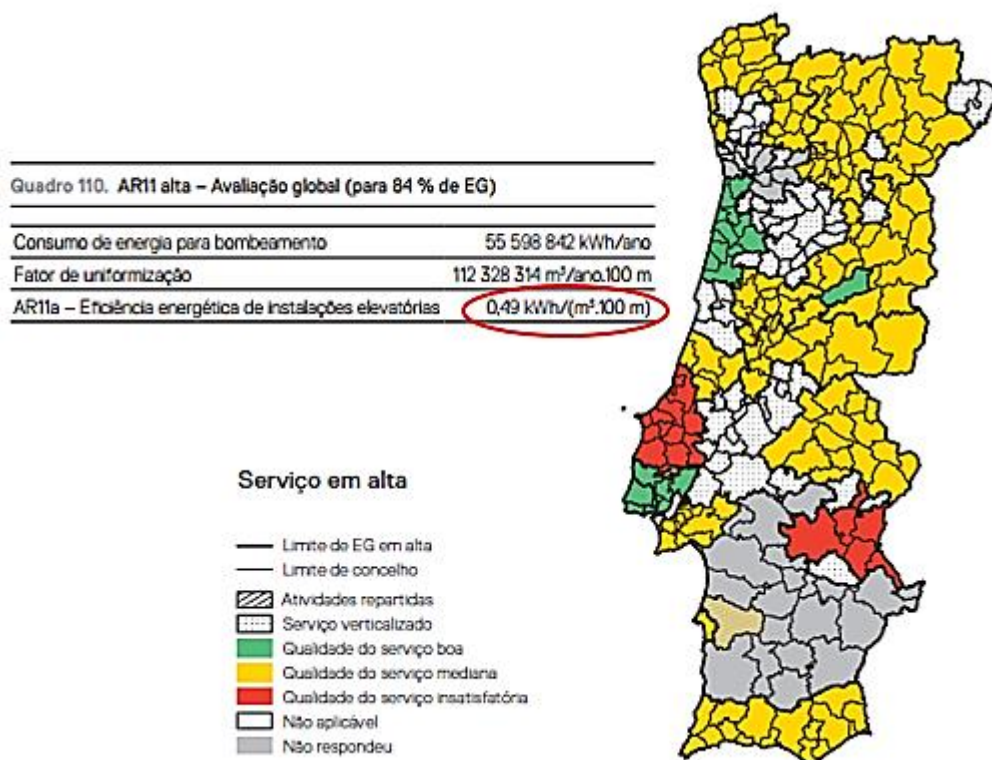 Quadro 110. AR11 alta – Avaliação global (para 84 % de EG)
Consumo de energia para bombeamento 55 598 842 kWh/ano
Fator de uniformização 112 328 314 m³/ano.100 m
AR11a – Eficiência energética de instalações elevatórias 0,49 kWh/(m³.100 m)
Serviço em alta
Limite de EG em alta
Limite de concelho
Atividades repartidas
Serviço verticalizado
Qualidade do serviço boa
Qualidade do serviço mediana
Qualidade do serviço insatisfatória
Não aplicável
Não respondeu